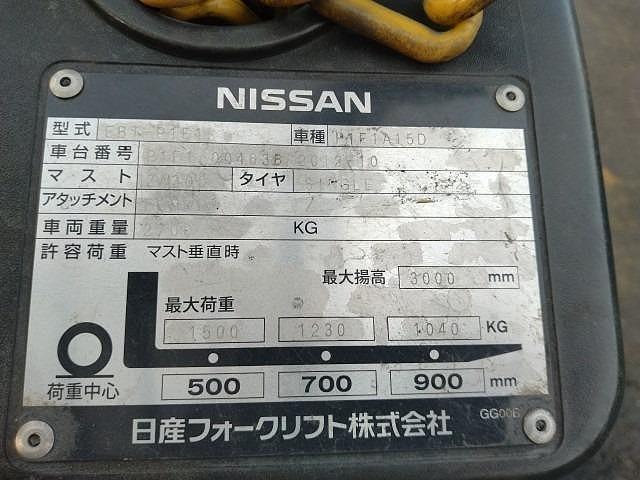 NISSAN
型式 車種 P1F1A15D
車台番号
マスト タイヤ SINGLE
アタッチメント
車両重量 KG
許容荷重 マスト垂直時
最大揚高 3000 mm
最大荷重
1500 1230 1040 KG
荷重中心 500 700 900 mm
日産フォークリフト株式会社 GG006